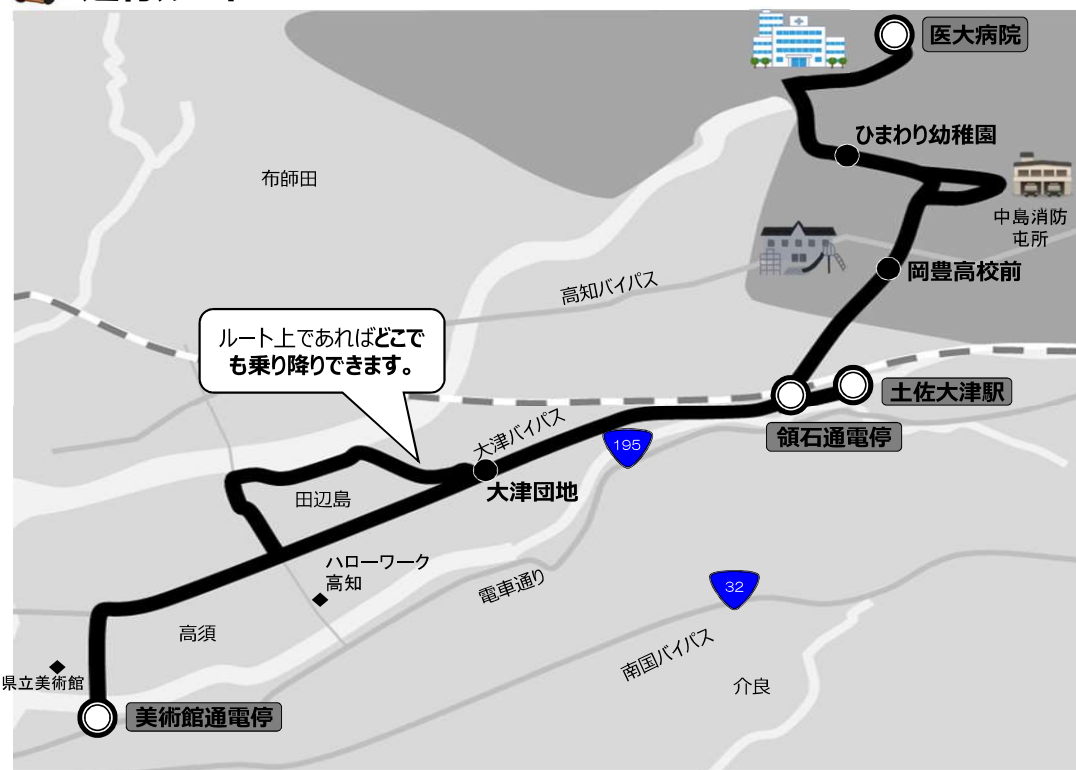 医大病院
ひまわり幼稚園
布師田
中島消防
屯所
岡豊高校前
高知バイパス
ルート上であればどこで
も乗り降りできます。
土佐大津駅
領石通電停
大津バイパス
195
大津団地
田辺島
ハローワーク
高知
電車通り
32
高須
南国バイパス
県立美術館
介良
美術館通電停